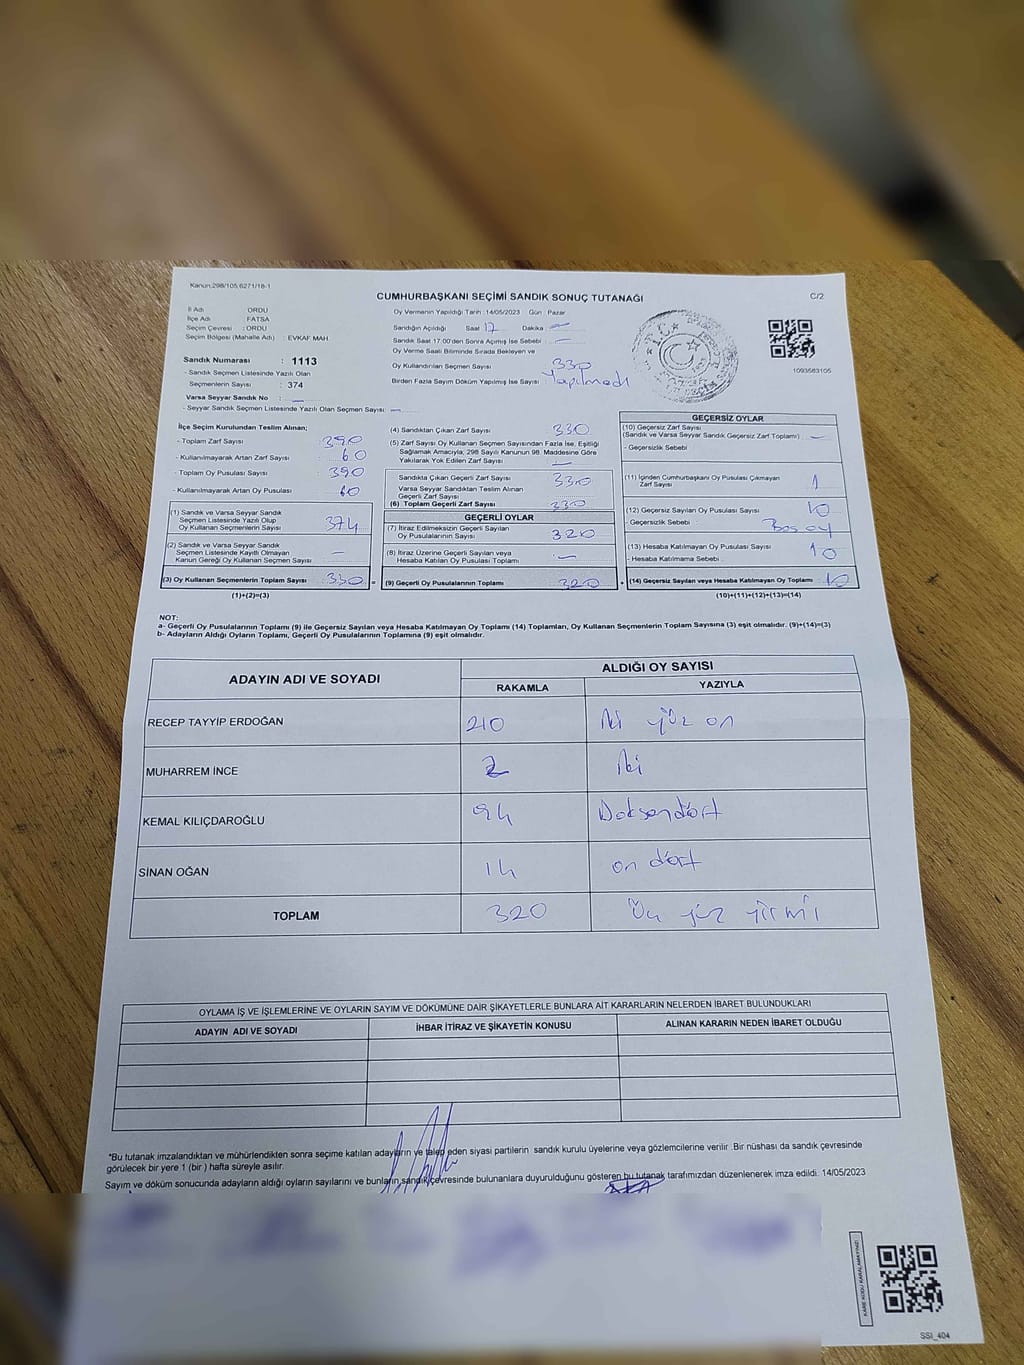 Kanun:298/105,6271/18-1
CUMHURBAŞKANI SEÇİMİ SANDIK SONUÇ TUTANAĞI
C/2
İl Adı ORDU
İlçe Adı FATSA
Seçim Çevresi : ORDU
Seçim Bölgesi (Mahalle Adı) : EVKAF MAH
Sandık Numarası : 1113
- Sandık Seçmen Listesinde Yazılı Olan
Seçmenlerin Sayısı : 374
Varsa Seyyar Sandık No —
- Seyyar Sandık Seçmen Listesinde Yazılı Olan Seçmen Sayısı: —
Oy Vermenin Yapıldığı Tarih :14/05/2023 Gün : Pazar
Sandığın Açıldığı Saat 17 Dakika —
Sandık Saat 17.00'den Sonra Açımış İse Sebebi : —
Oy Verme Saati Bitiminde Sırada Bekleyen ve
Oy Kullandırılan Seçmen Sayısı 330
Birden Fazla Sayım Döküm Yapılmış İse Sayısı Yapılmadı
1093583105
İlçe Seçim Kurulundan Teslim Alınan;
- Toplam Zarf Sayısı 390
- Kullanılmayarak Artan Zarf Sayısı 60
- Toplam Oy Pusulası Sayısı 390
- Kullanılmayarak Artan Oy Pusulası 60
(1) Sandık ve Varsa Seyyar Sandık
Seçmen Listesinde Yazılı Olup
Oy Kullanan Seçmenlerin Sayısı 374
(2) Sandık ve Varsa Seyyar Sandık
Seçmen Listesinde Kayıtlı Olmayan
Kanun Gereği Oy Kullanan Seçmen Sayısı —
(3) Oy Kullanan Seçmenlerin Toplam Sayısı 330 =
(1)+(2)=(3)
(4) Sandıktan Çıkan Zarf Sayısı 330
(5) Zarf Sayısı Oy Kullanan Seçmen Sayısından Fazla İse, Eşitliği
Sağlamak Amacıyla; 298 Sayılı Kanunun 98. Maddesine Göre
Yakılarak Yok Edilen Zarf Sayısı —
Sandıkta Çıkan Geçerli Zarf Sayısı 330
Varsa Seyyar Sandıktan Teslim Alınan
Geçerli Zarf Sayısı —
(6) Toplam Geçerli Zarf Sayısı 330
GEÇERLİ OYLAR
(7) İtiraz Edilmeksizin Geçerli Sayılan
Oy Pusulalarının Sayısı 320
(8) İtiraz Üzerine Geçerli Sayılan veya
Hesaba Katılan Oy Pusulası Toplamı —
(9) Geçerli Oy Pusulalarının Toplamı 320 +
GEÇERSİZ OYLAR
(10) Geçersiz Zarf Sayısı
(Sandık ve Varsa Seyyar Sandık Geçersiz Zarf Toplamı) —
- Geçersizlik Sebebi
(11) İçinden Cumhurbaşkanı Oy Pusulası Çıkmayan
Zarf Sayısı 1
(12) Geçersiz Sayılan Oy Pusulası Sayısı 10
- Geçersizlik Sebebi : Boş oy
(13) Hesaba Katılmayan Oy Pusulası Sayısı 10
- Hesaba Katılmama Sebebi
(14) Geçersiz Sayılan veya Hesaba Katılmayan Oy Toplamı 10
(10)+(11)+(12)+(13)=(14)
NOT:
a- Geçerli Oy Pusulalarının Toplamı (9) ile Geçersiz Sayılan veya Hesaba Katılmayan Oy Toplamı (14) Toplamları, Oy Kullanan Seçmenlerin Toplam Sayısına (3) eşit olmalıdır. (9)+(14)=(3)
b- Adayların Aldığı Oyların Toplamı, Geçerli Oy Pusulalarının Toplamına (9) eşit olmalıdır.
ADAYIN ADI VE SOYADI ALDIĞI OY SAYISI
RAKAMLA YAZIYLA
RECEP TAYYİP ERDOĞAN 210 iki yüz on
MUHARREM İNCE 2 iki
KEMAL KILIÇDAROĞLU 94 Doksandört
SİNAN OĞAN 14 on dört
TOPLAM 320 Üç yüz yirmi
OYLAMA İŞ VE İŞLEMLERİNE VE OYLARIN SAYIM VE DÖKÜMÜNE DAİR ŞİKAYETLERLE BUNLARA AİT KARARLARIN NELERDEN İBARET BULUNDUKLARI
ADAYIN ADI VE SOYADI İHBAR İTİRAZ VE ŞİKAYETİN KONUSU ALINAN KARARIN NEDEN İBARET OLDUĞU
*Bu tutanak imzalandıktan ve mühürlendikten sonra seçime katılan adayların ve talep eden siyasi partilerin sandık kurulu üyelerine veya gözlemcilerine verilir. Bir nüshası da sandık çevresinde
görülecek bir yere 1 (bir ) hafta süreyle asılır.
Sayım ve döküm sonucunda adayların aldığı oyların sayılarını ve bunların sandık çevresinde bulunanlara duyurulduğunu gösteren bu tutanak tarafımızdan düzenlenerek imza edildi. 14/05/2023
KARE KODU KARALAMAYINIZ!
SSI_404